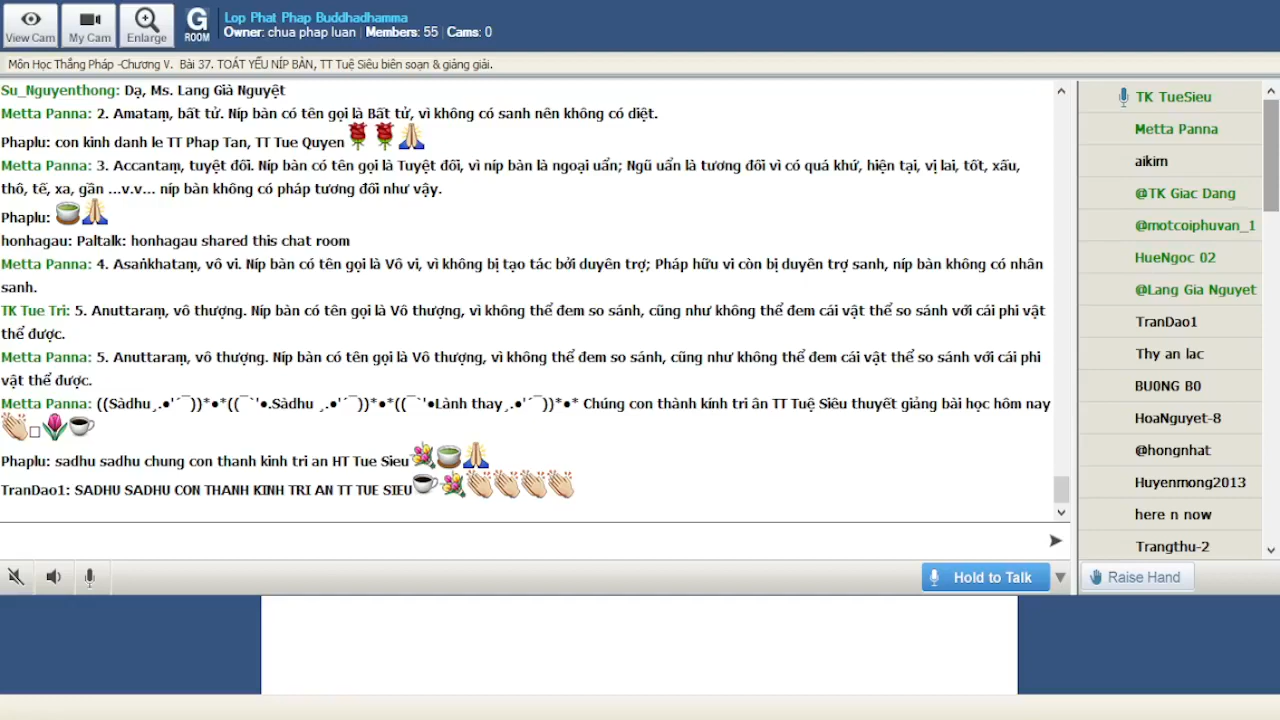 View Cam
My Cam
Enlarge
G
ROOM
Lop Phat Phap Buddhadhamma
Owner: chua phap luan | Members: 55 | Cams: 0
Môn Học Thắng Pháp -Chương V. Bài 37. TOÁT YẾU NÍP BÀN, TT Tuệ Siêu biên soạn & giảng giải.
Su_Nguyenthong: Dạ, Ms. Lang Già Nguyệt
Metta Panna: 2. Amataṃ, bất tử. Níp bàn có tên gọi là Bất tử, vì không có sanh nên không có diệt.
Phaplu: con kinh danh le TT Phap Tan, TT Tue Quyen
Metta Panna: 3. Accantaṃ, tuyệt đối. Níp bàn có tên gọi là Tuyệt đối, vì níp bàn là ngoại uẩn; Ngũ uẩn là tương đối vì có quá khứ, hiện tại, vị lai, tốt, xấu,
thô, tế, xa, gần ...v.v... níp bàn không có pháp tương đối như vậy.
Phaplu:
honhagau: Paltalk: honhagau shared this chat room
Metta Panna: 4. Asaṅkhataṃ, vô vi. Níp bàn có tên gọi là Vô vi, vì không bị tạo tác bởi duyên trợ; Pháp hữu vi còn bị duyên trợ sanh, níp bàn không có nhân
sanh.
TK Tue Tri: 5. Anuttaraṃ, vô thượng. Níp bàn có tên gọi là Vô thượng, vì không thể đem so sánh, cũng như không thể đem cái vật thể so sánh với cái phi vật
thể được.
Metta Panna: 5. Anuttaraṃ, vô thượng. Níp bàn có tên gọi là Vô thượng, vì không thể đem so sánh, cũng như không thể đem cái vật thể so sánh với cái phi
vật thể được.
Metta Panna: ((Sàdhu¸.●'´¯))*●*((¯`'●.Sàdhu ¸.●'´¯))*●*((¯`'●Lành thay¸.●'´¯))*●* Chúng con thành kính tri ân TT Tuệ Siêu thuyết giảng bài học hôm nay
Phaplu: sadhu sadhu chung con thanh kinh tri an HT Tue Sieu
TranDao1: SADHU SADHU CON THANH KINH TRI AN TT TUE SIEU
Hold to Talk
TK TueSieu
Metta Panna
aikim
@TK Giac Dang
@motcoiphuvan_1
HueNgoc 02
@Lang Gia Nguyet
TranDao1
Thy an lac
BU0NG B0
HoaNguyet-8
@hongnhat
Huyenmong2013
here n now
Trangthu-2
Raise Hand